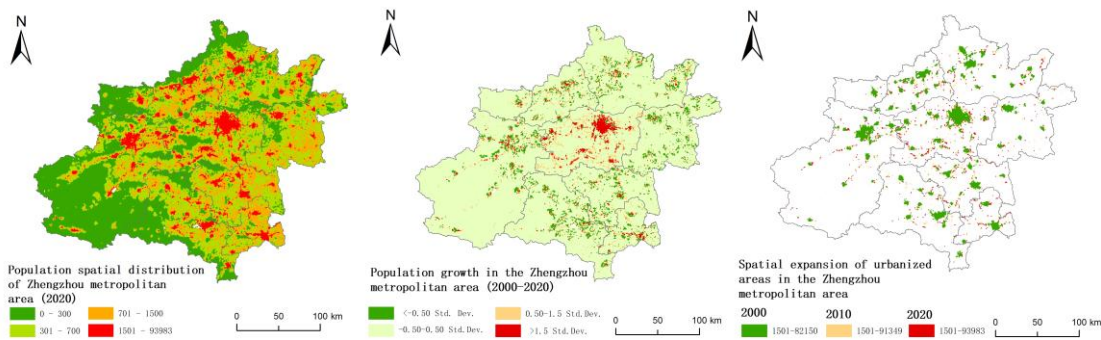 N
Population spatial distribution
of Zhengzhou metropolitan
area (2020)
0 - 300
701 - 1500
301 - 700
1501 - 93983
0
50
100 km
N
Population growth in the Zhengzhou
metropolitan area (2000-2020)
<-0.50 Std. Dev.
0.50-1.5 Std.Dev.
-0.50-0.50 Std.Dev.
>1.5 Std.Dev.
0
50
100 km
N
Spatial expansion of urbanized
areas in the Zhengzhou
metropolitan area
2000
2010
2020
1501-82150
1501-91349
1501-93983
0
50
100 km